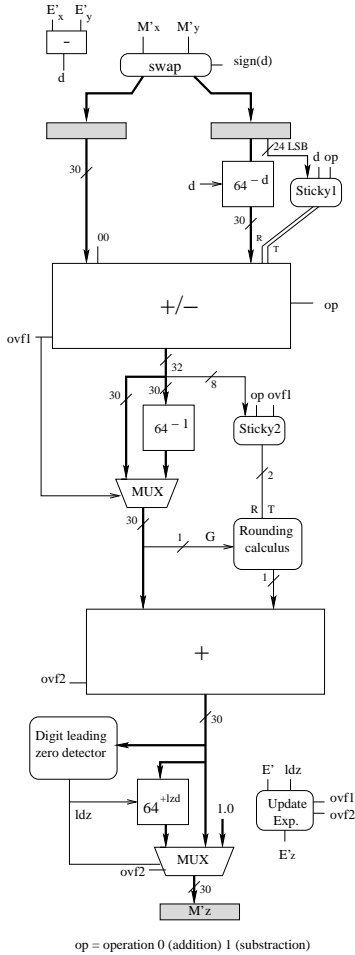 E'x E'y
-
d
M'x M'y
swap
sign(d)
24 LSB
d op
30
d
64 – d
Sticky1
30
R
T
00
+/−
op
ovf1
32
30
30
8
op ovf1
64 – 1
Sticky2
MUX
2
30
R T
1
G
Rounding
calculus
1
+
ovf2
30
Digit leading
zero detector
E' ldz
64 +lzd
1.0
Update
Exp.
ovf1
ovf2
ldz
MUX
E'z
ovf2
30
M'z
op = operation 0 (addition) 1 (substraction)